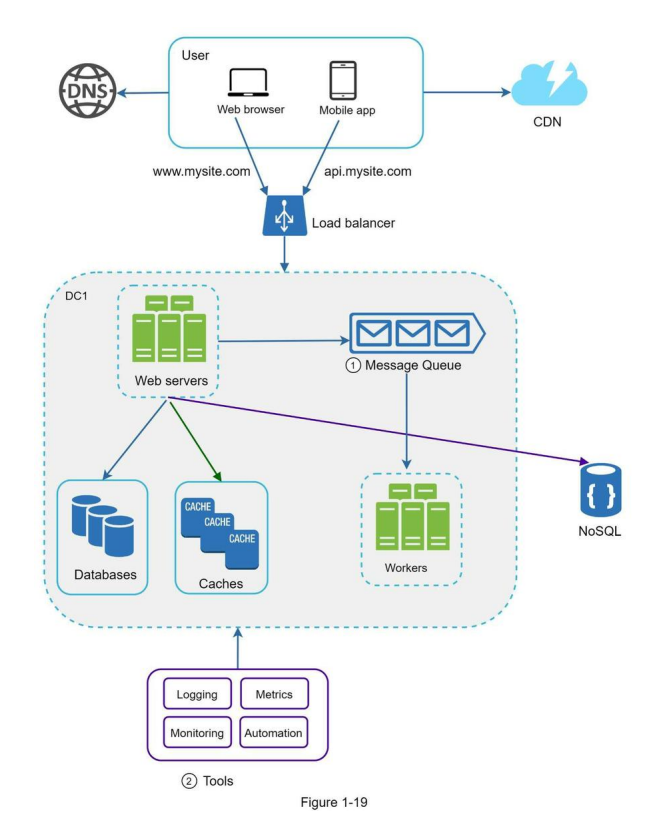 User
DNS
Web browser
Mobile app
CDN
www.mysite.com
api.mysite.com
Load balancer
DC1
Web servers
1 Message Queue
Databases
CACHE
CACHE
CACHE
Caches
Workers
{ }
NoSQL
Logging
Metrics
Monitoring
Automation
2 Tools
Figure 1-19